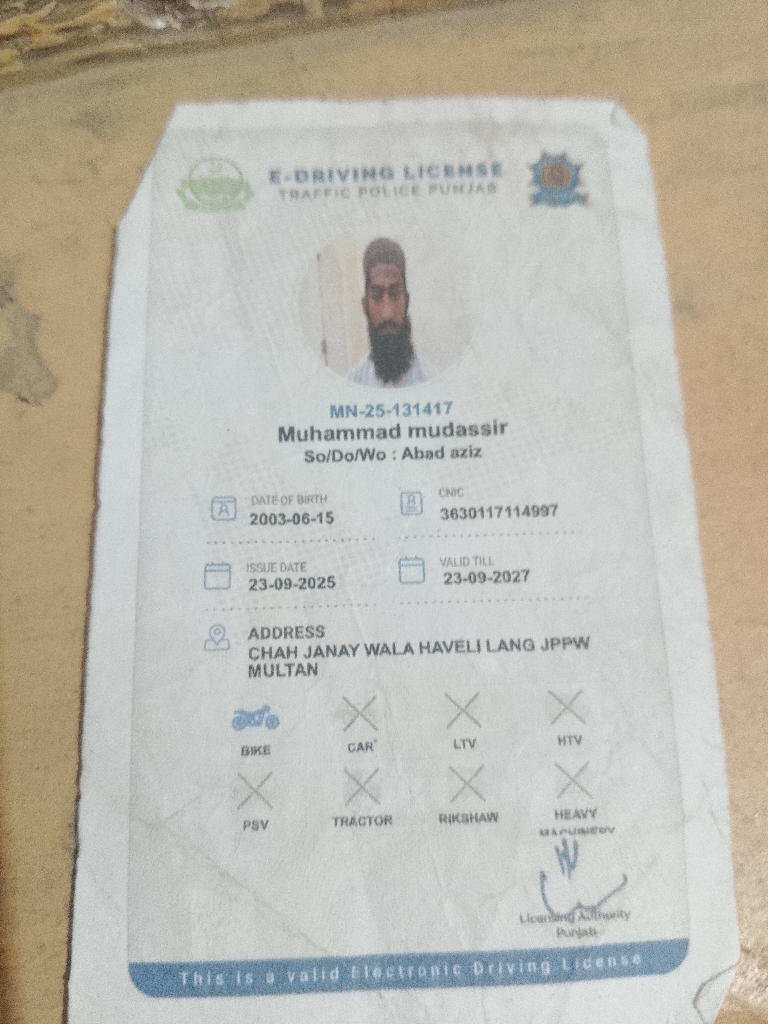 E-DRIVING LICENSE
TRAFFIC POLICE PUNJAB
MN-25-131417
Muhammad mudassir
So/Do/Wo : Abad aziz
DATE OF BIRTH
2003-06-15
CNIC
3630117114997
ISSUE DATE
23-09-2025
VALID TILL
23-09-2027
ADDRESS
CHAH JANAY WALA HAVELI LANG JPPW
MULTAN
BIKE
CAR
LTV
HTV
PSV
TRACTOR
RIKSHAW
HEAVY
Licensing Authority
Punjab
This is a valid Electronic Driving License